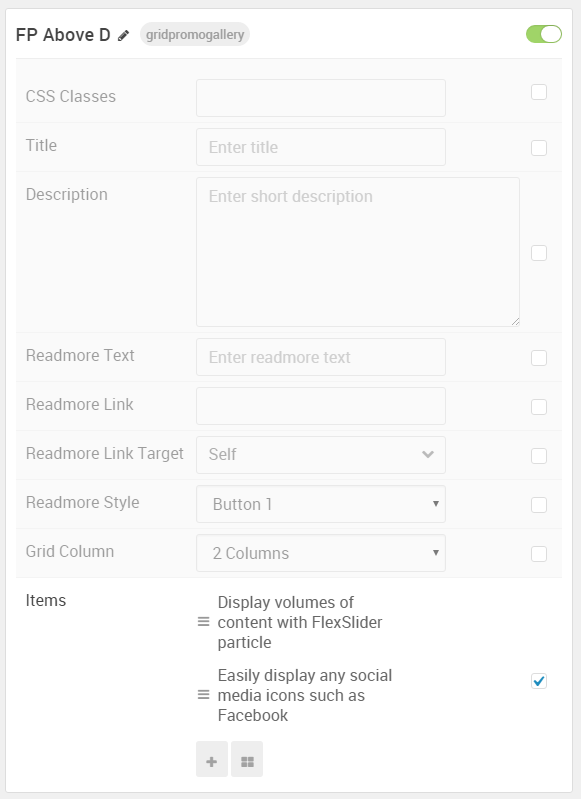 FP Above D gridpromogallery
CSS Classes
Title Enter title
Description Enter short description
Readmore Text Enter readmore text
Readmore Link
Readmore Link Target Self
Readmore Style Button 1
Grid Column 2 Columns
Items Display volumes of
content with FlexSlider
particle
Easily display any social
media icons such as
Facebook